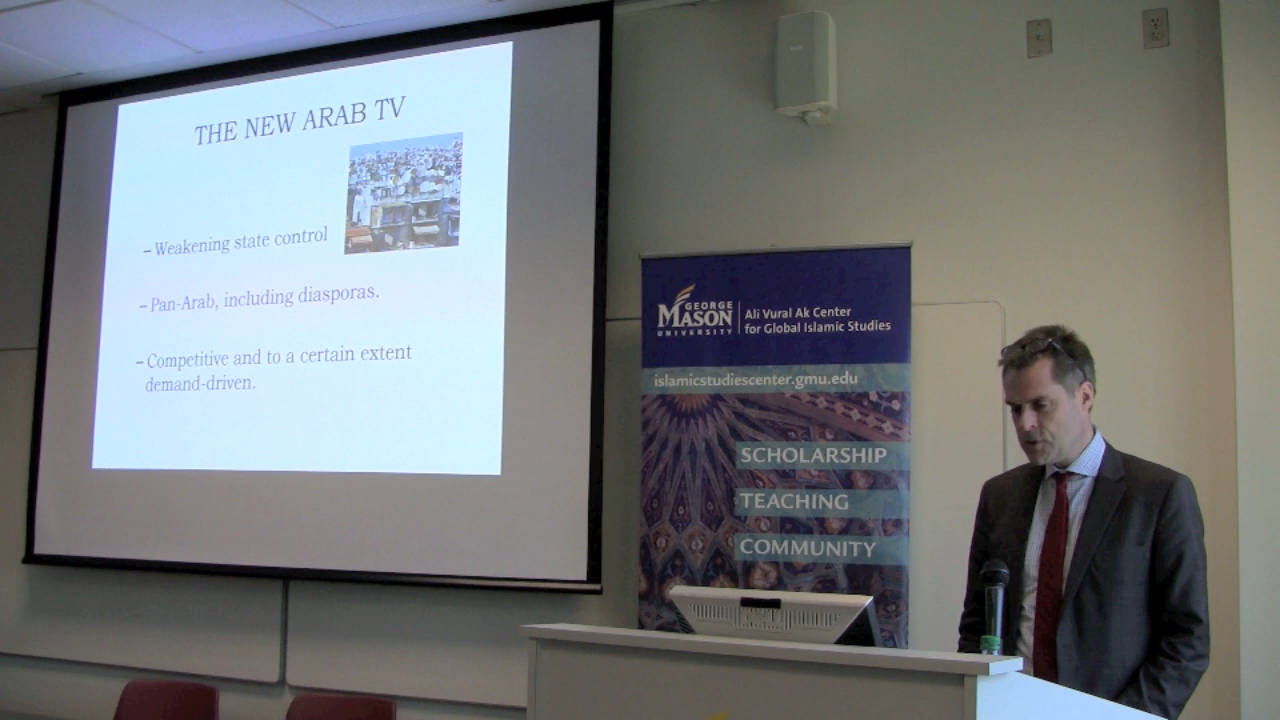 THE NEW ARAB TV
– Weakening state control
– Pan-Arab, including diasporas.
– Competitive and to a certain extent
demand-driven.
GEORGE
MASON
UNIVERSITY
Ali Vural Ak Center
for Global Islamic Studies
islamicstudiescenter.gmu.edu
SCHOLARSHIP
TEACHING
COMMUNITY